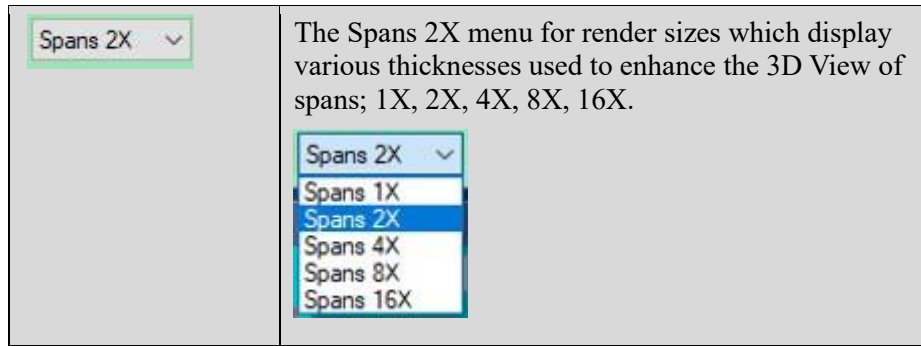 Spans 2X
The Spans 2X menu for render sizes which display
various thicknesses used to enhance the 3D View of
spans; 1X, 2X, 4X, 8X, 16X.
Spans 2X
Spans 1X
Spans 2X
Spans 4X
Spans 8X
Spans 16X